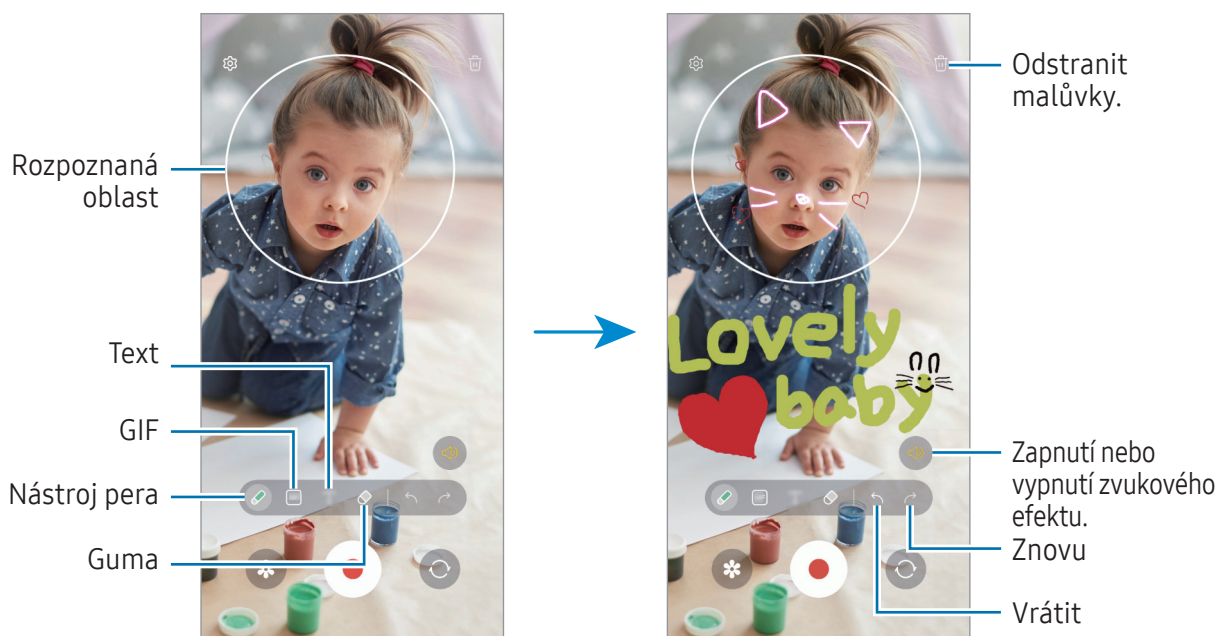 Rozpoznaná
oblast
Text
GIF
Nástroj pera
Guma
Odstranit
malůvky.
Lovely
baby
Zapnutí nebo
vypnutí zvukového
efektu.
Znovu
Vrátit